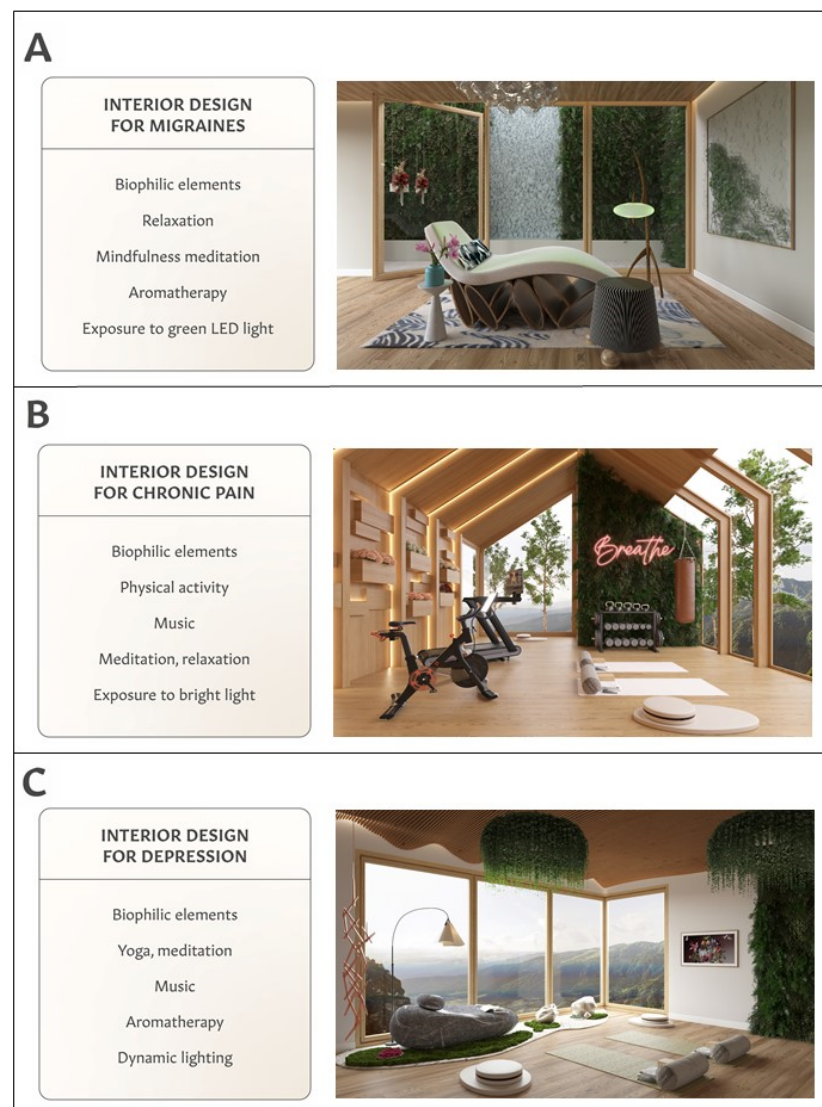 A
INTERIOR DESIGN
FOR MIGRAINES
Biophilic elements
Relaxation
Mindfulness meditation
Aromatherapy
Exposure to green LED light
B
INTERIOR DESIGN
FOR CHRONIC PAIN
Biophilic elements
Physical activity
Music
Meditation, relaxation
Exposure to bright light
Breathe
C
INTERIOR DESIGN
FOR DEPRESSION
Biophilic elements
Yoga, meditation
Music
Aromatherapy
Dynamic lighting